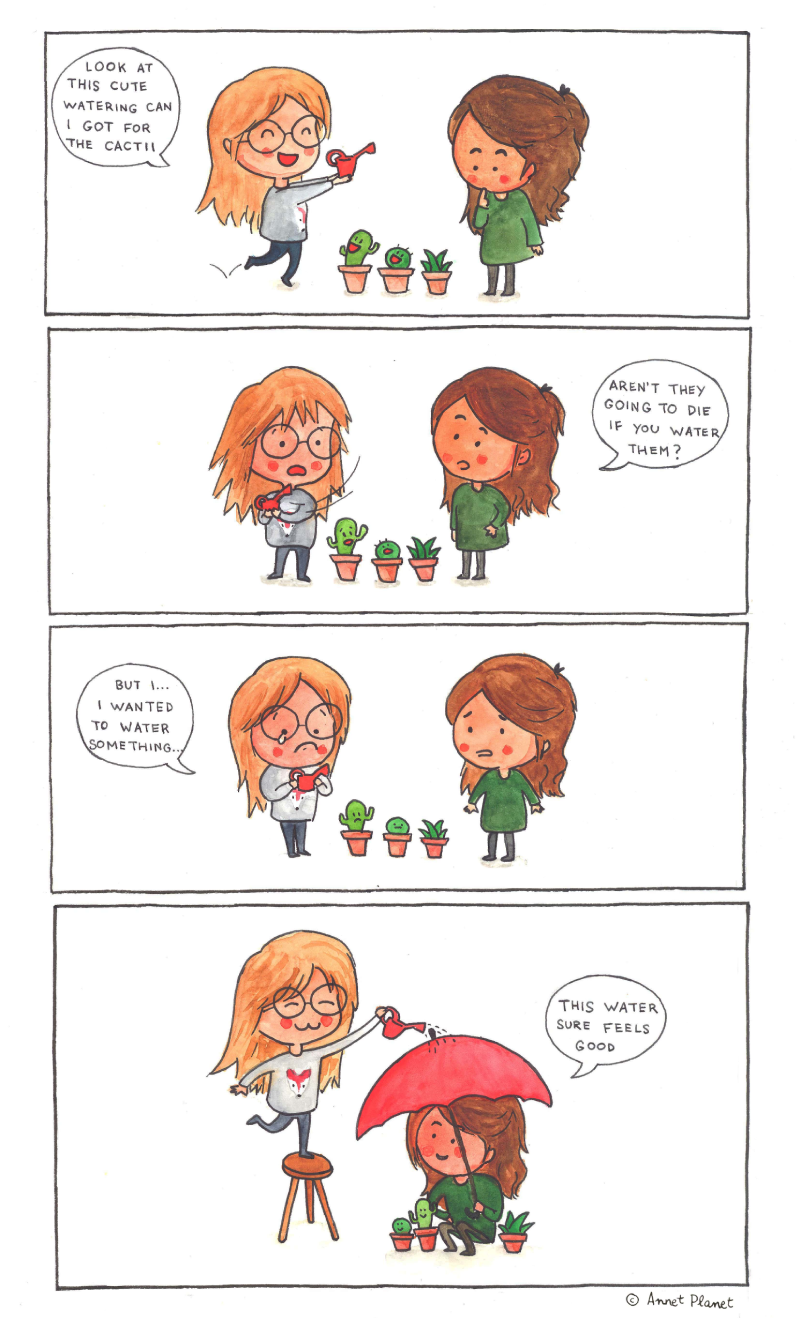 LOOK AT
THIS CUTE
WATERING CAN
I GOT FOR
THE CACTI!
AREN'T THEY
GOING TO DIE
IF YOU WATER
THEM?
BUT I...
I WANTED
TO WATER
SOMETHING...
THIS WATER
SURE FEELS
GOOD
© Annet Planet